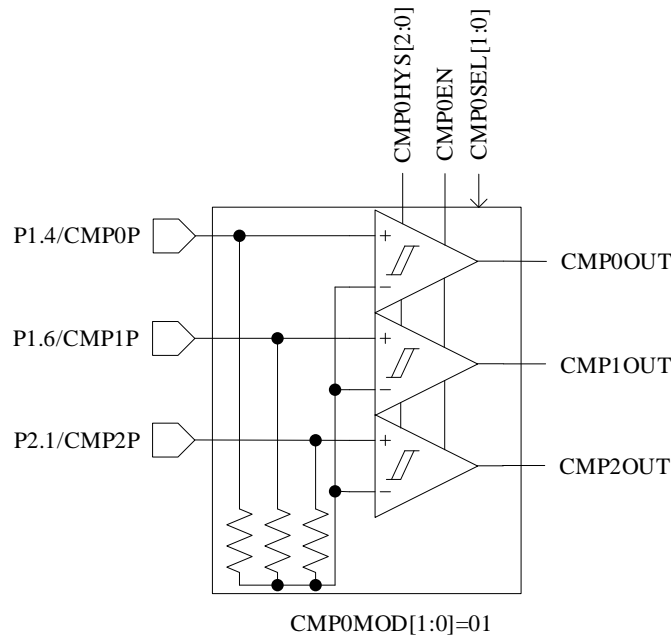 CMP0HYS[2:0]
CMP0EN
CMP0SEL[1:0]
P1.4/CMP0P
+
−
CMP0OUT
P1.6/CMP1P
+
−
CMP1OUT
P2.1/CMP2P
+
−
CMP2OUT
CMP0MOD[1:0]=01